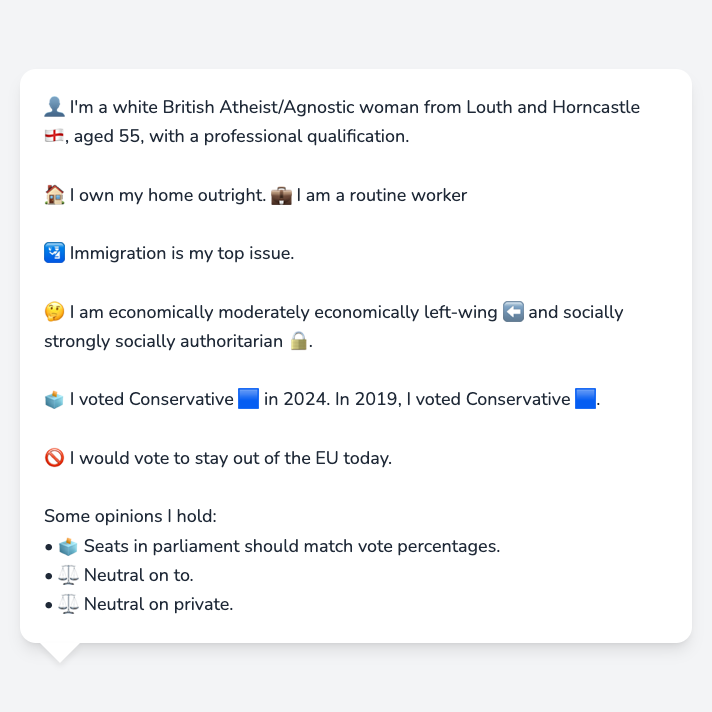 👤 I'm a white British Atheist/Agnostic woman from Louth and Horncastle
🏴󠁧󠁢󠁥󠁮󠁧󠁿, aged 55, with a professional qualification.
🏠 I own my home outright. 💼 I am a routine worker
🛂 Immigration is my top issue.
🤔 I am economically moderately economically left-wing ⬅️ and socially
strongly socially authoritarian 🔒.
🗳️ I voted Conservative 🟦 in 2024. In 2019, I voted Conservative 🟦.
🚫 I would vote to stay out of the EU today.
Some opinions I hold:
• 🗳️ Seats in parliament should match vote percentages.
• ⚖️ Neutral on to.
• ⚖️ Neutral on private.